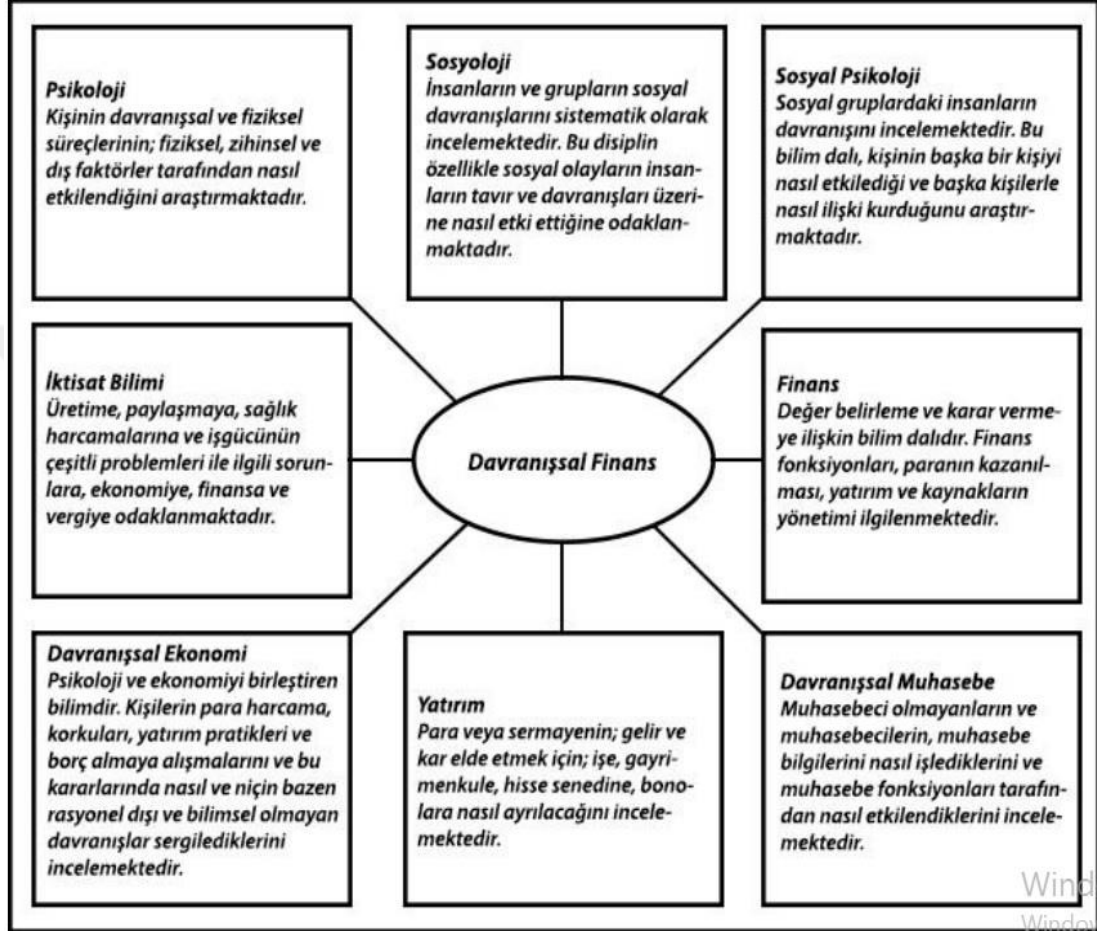 Psikoloji
Kişinin davranışsal ve fiziksel
süreçlerinin; fiziksel, zihinsel ve
dış faktörler tarafından nasıl
etkilendiğini araştırmaktadır.
Sosyoloji
İnsanların ve grupların sosyal
davranışlarını sistematik olarak
incelemektedir. Bu disiplin
özellikle sosyal olayların insan-
ların tavır ve davranışları üzeri-
ne nasıl etki ettiğine odaklan-
maktadır.
Sosyal Psikoloji
Sosyal gruplardaki insanların
davranışını incelemektedir. Bu
bilim dalı, kişinin başka bir kişiyi
nasıl etkilediği ve başka kişilerle
nasıl ilişki kurduğunu araştır-
maktadır.
İktisat Bilimi
Üretime, paylaşmaya, sağlık
harcamalarına ve işgücünün
çeşitli problemleri ile ilgili sorun-
lara, ekonomiye, finansa ve
vergiye odaklanmaktadır.
Davranışsal Finans
Finans
Değer belirleme ve karar verme-
ye ilişkin bilim dalıdır. Finans
fonksiyonları, paranın kazanıl-
ması, yatırım ve kaynakların
yönetimi ilgilenmektedir.
Davranışsal Ekonomi
Psikoloji ve ekonomiyi birleştiren
bilimdir. Kişilerin para harcama,
korkuları, yatırım pratikleri ve
borç almaya alışmalarını ve bu
kararlarında nasıl ve niçin bazen
rasyonel dışı ve bilimsel olmayan
davranışlar sergilediklerini
incelemektedir.
Yatırım
Para veya sermayenin; gelir ve
kar elde etmek için; işe, gayri-
menkule, hisse senedine, bono-
lara nasıl ayrılacağını incele-
mektedir.
Davranışsal Muhasebe
Muhasebeci olmayanların ve
muhasebecilerin, muhasebe
bilgilerini nasıl işlediklerini ve
muhasebe fonksiyonları tarafın-
dan nasıl etkilendiklerini incele-
mektedir.
Wind
Window